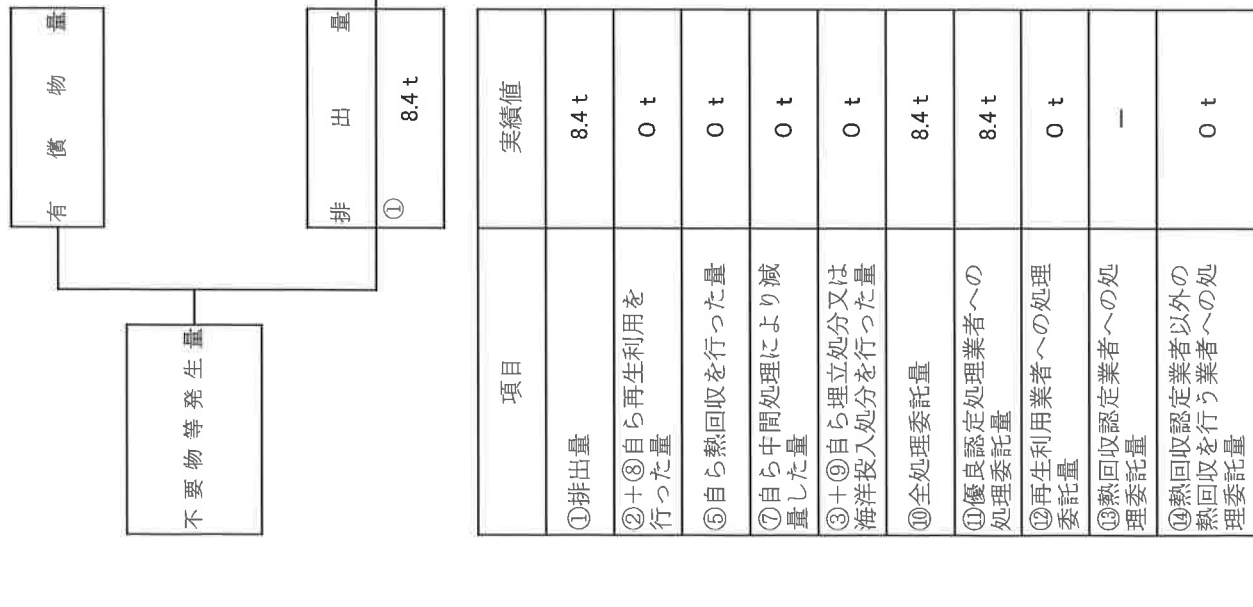 有償物量
不要物等発生量
排出量
①
8.4 t
項目
実績値
①排出量
8.4 t
②＋⑧自ら再生利用を
行った量
0 t
⑤自ら熱回収を行った量
0 t
⑦自ら中間処理により減
量した量
0 t
③＋⑨自ら埋立処分又は
海洋投入処分を行った量
0 t
⑩全処理委託量
8.4 t
⑪優良認定処理業者への
処理委託量
8.4 t
⑫再生利用業者への処理
委託量
0 t
⑬熱回収認定業者への処
理委託量
ー
⑭熱回収認定業者以外の
熱回収を行う業者への処
理委託量
0 t